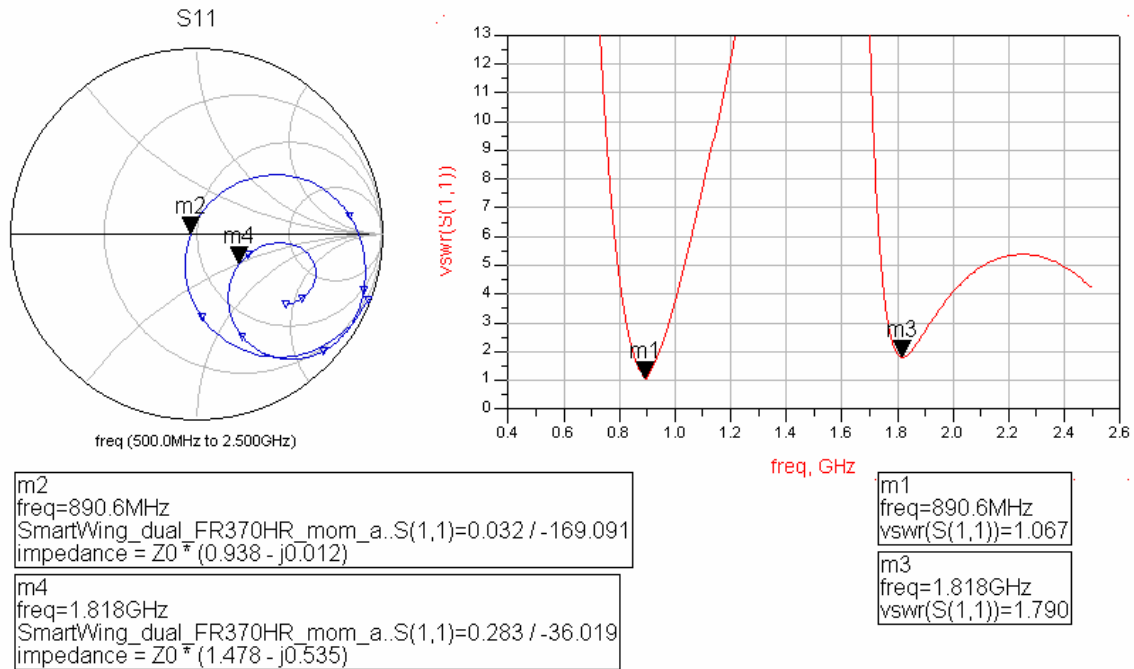 S11
m2
m4
freq (500.0MHz to 2.500GHz)
vswr(S(1,1))
13
12
11
10
9
8
7
6
5
4
3
2
1
0
m1
m3
0.4 0.6 0.8 1.0 1.2 1.4 1.6 1.8 2.0 2.2 2.4 2.6
freq, GHz
m2
freq=890.6MHz
SmartWing_dual_FR370HR_mom_a..S(1,1)=0.032 / -169.091
impedance = Z0 * (0.938 - j0.012)
m4
freq=1.818GHz
SmartWing_dual_FR370HR_mom_a..S(1,1)=0.283 / -36.019
impedance = Z0 * (1.478 - j0.535)
m1
freq=890.6MHz
vswr(S(1,1))=1.067
m3
freq=1.818GHz
vswr(S(1,1))=1.790